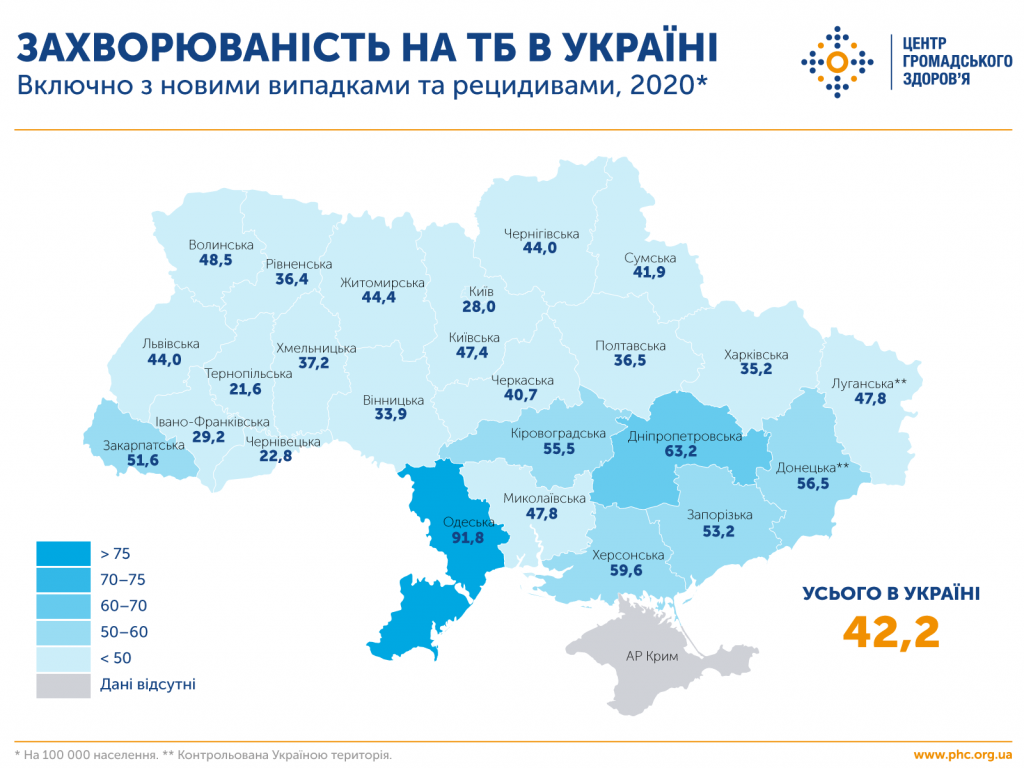 ЗАХВОРЮВАНІСТЬ НА ТБ В УКРАЇНІ
Включно з новими випадками та рецидивами, 2020*
ЦЕНТР
ГРОМАДСЬКОГО
ЗДОРОВ'Я
Чернігівська
44,0
Волинська
48,5
Рівненська
36,4
Сумська
41,9
Житомирська
44,4
Київ
28,0
Київська
47,4
Львівська
44,0
Хмельницька
37,2
Полтавська
36,5
Харківська
35,2
Тернопільська
21,6
Черкаська
40,7
Луганська**
47,8
Вінницька
33,9
Івано-Франківська
29,2
Закарпатська
51,6
Чернівецька
22,8
Кіровоградська
55,5
Дніпропетровська
63,2
Донецька**
56,5
Миколаївська
47,8
Одеська
91,8
Запорізька
53,2
Херсонська
59,6
АР Крим
> 75
70–75
60–70
50–60
< 50
Дані відсутні
УСЬОГО В УКРАЇНІ
42,2
* На 100 000 населення. ** Контрольована Україною територія.
www.phc.org.ua